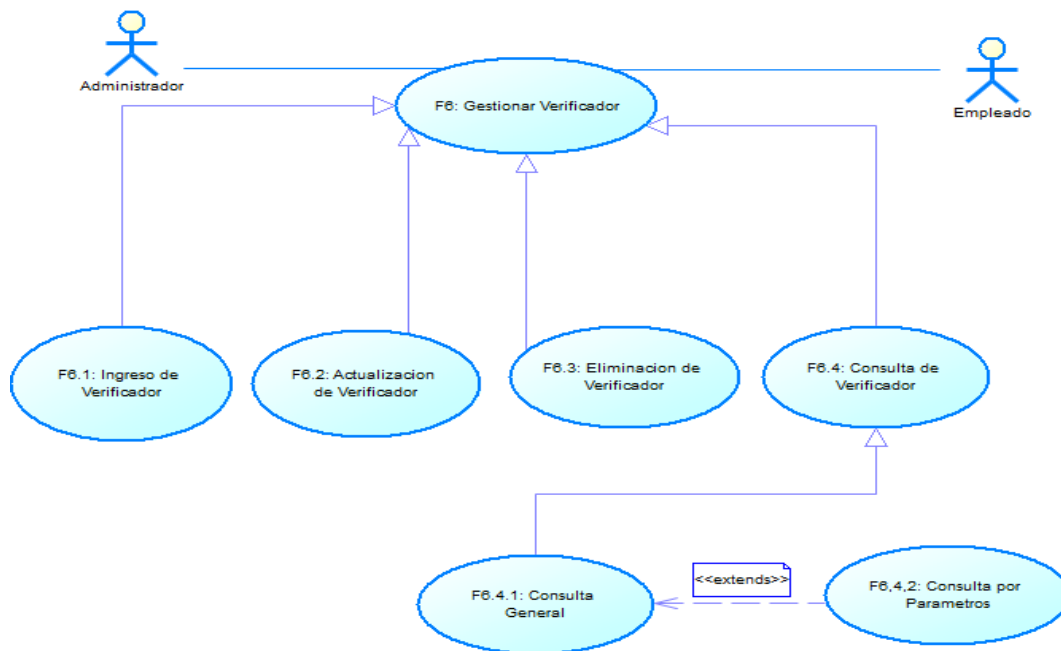 Administrador
F6: Gestionar Verificador
Empleado
F6.1: Ingreso de
Verificador
F6.2: Actualizacion
de Verificador
F6.3: Eliminacion de
Verificador
F6.4: Consulta de
Verificador
F6.4.1: Consulta
General
<<extends>>
F6,4,2: Consulta por
Parametros